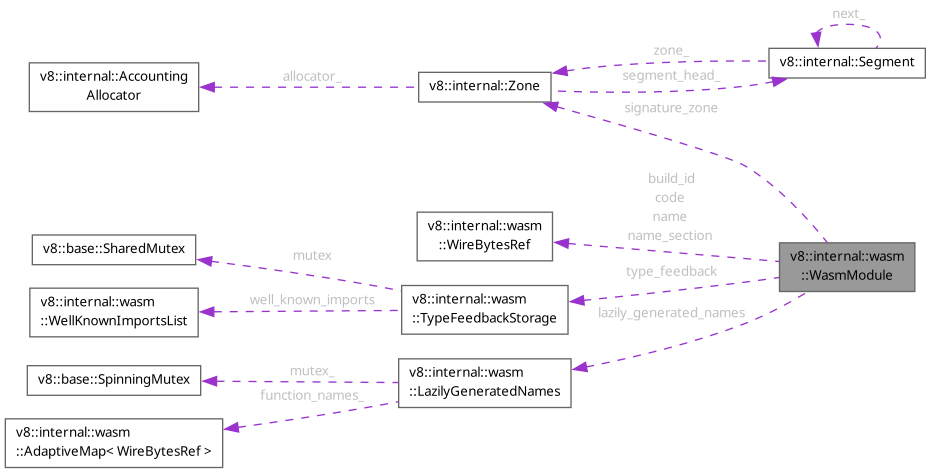 next_
v8::internal::Segment
zone_
v8::internal::Accounting
Allocator
allocator_
v8::internal::Zone
segment_head_
signature_zone
build_id
code
name
name_section
v8::internal::wasm
::WireBytesRef
v8::base::SharedMutex
mutex
v8::internal::wasm
::WasmModule
type_feedback
v8::internal::wasm
::WellKnownImportsList
well_known_imports
v8::internal::wasm
::TypeFeedbackStorage
lazily_generated_names
v8::base::SpinningMutex
mutex_
v8::internal::wasm
::LazilyGeneratedNames
function_names_
v8::internal::wasm
::AdaptiveMap< WireBytesRef >